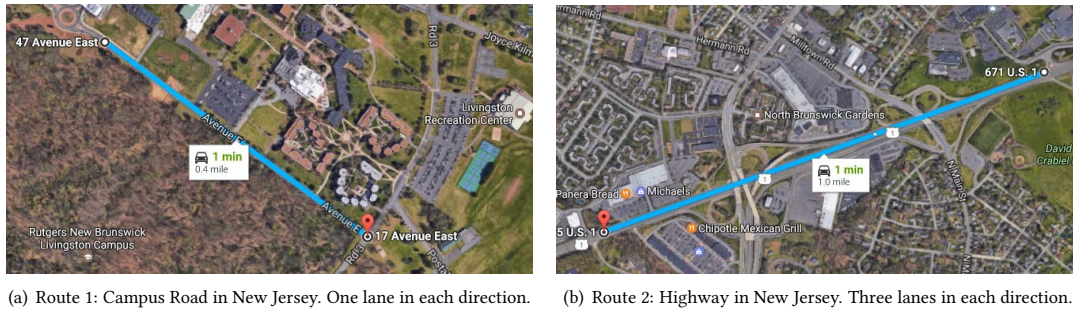 47 Avenue East
Rd 3
Joyce Kilm
Livingston
Recreation Center
Avenue E
1 min
0.4 mile
Avenue E
17 Avenue East
Rutgers New Brunswick
Livingston Campus
Rd 3
Posta
(a) Route 1: Campus Road in New Jersey. One lane in each direction.
ermann Rd
Hermann Rd
Milltown Rd
671 U.S. 1
North Brunswick Gardens
1
1
1 min
1.0 mile
N Main St
David
Crabiel
Panera Bread
Michaels
5 U.S. 1
1
Chipotle Mexican Grill
N M
(b) Route 2: Highway in New Jersey. Three lanes in each direction.